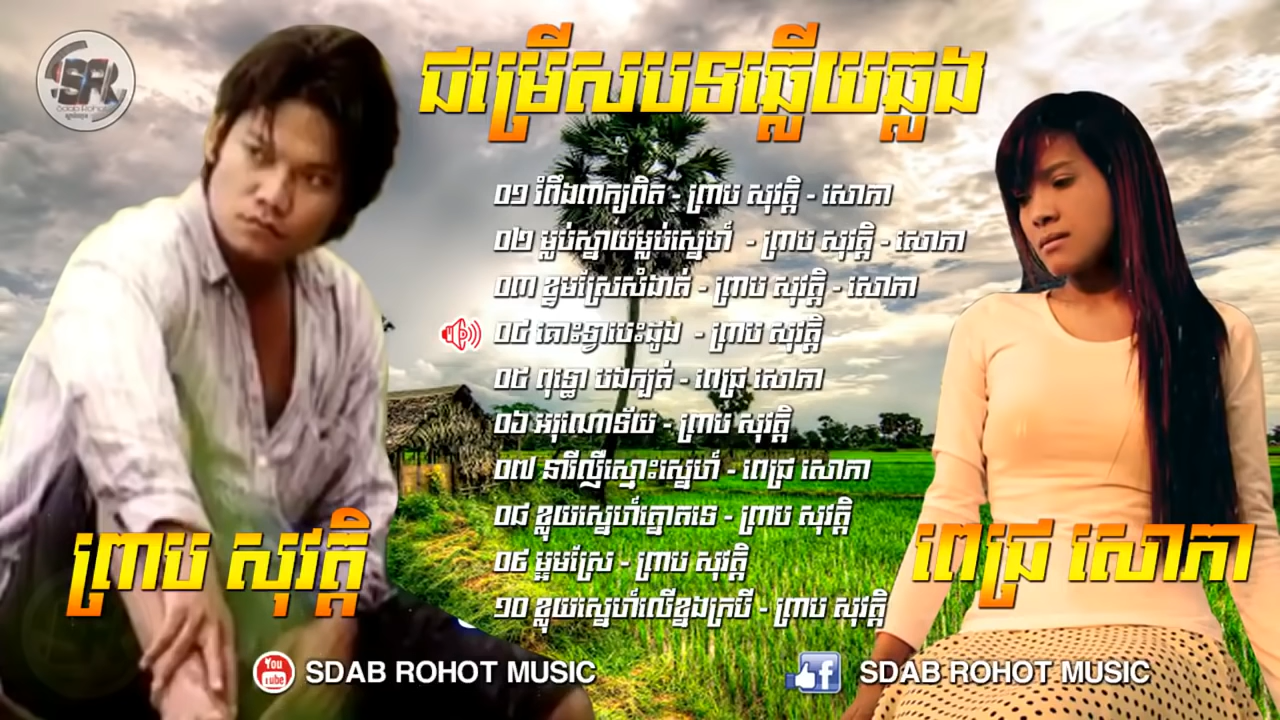 Sdab Rohot
ជម្រើសបទឆ្លើយឆ្លង
០១ រំពឹងពាក្យពិត - ព្រាប សុវត្ថិ - សោភា
០២ ម្លប់ស្វាយម្លប់ស្នេហ៍ - ព្រាប សុវត្ថិ - សោភា
០៣ ខ្ទមស្រែសំងាត់ - ព្រាប សុវត្ថិ - សោភា
០៤ គោះទ្វាបេះដូង - ព្រាប សុវត្ថិ
០៥ ពុទ្ធោ បងក្បត់ - ពេជ្រ សោភា
០៦ អរុណោទ័យ - ព្រាប សុវត្ថិ
០៧ នារីល្ងីស្មោះស្នេហ៍ - ពេជ្រ សោភា
០៨ ខ្លុយស្នេហ៍ត្នោតទេ - ព្រាប សុវត្ថិ
០៩ ម្អមស្រែ - ព្រាប សុវត្ថិ
១០ ខ្លុយស្នេហ៍លើខ្នងក្របី - ព្រាប សុវត្ថិ
ព្រាប សុវត្ថិ
ពេជ្រ សោភា
You Tube SDAB ROHOT MUSIC
f SDAB ROHOT MUSIC